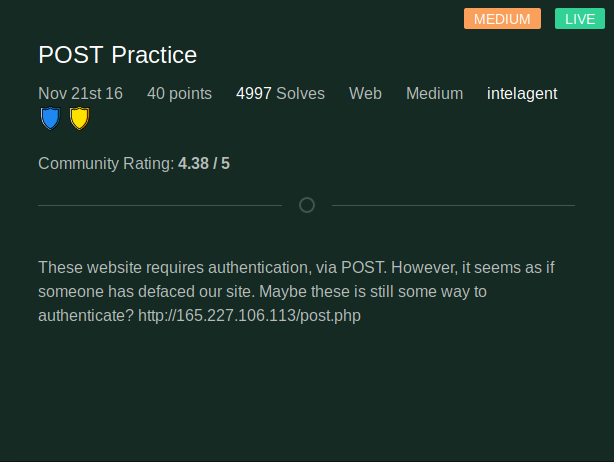 MEDIUM LIVE
POST Practice
Nov 21st 16 40 points 4997 Solves Web Medium intelagent
Community Rating: 4.38 / 5
These website requires authentication, via POST. However, it seems as if
someone has defaced our site. Maybe these is still some way to
authenticate? http://165.227.106.113/post.php